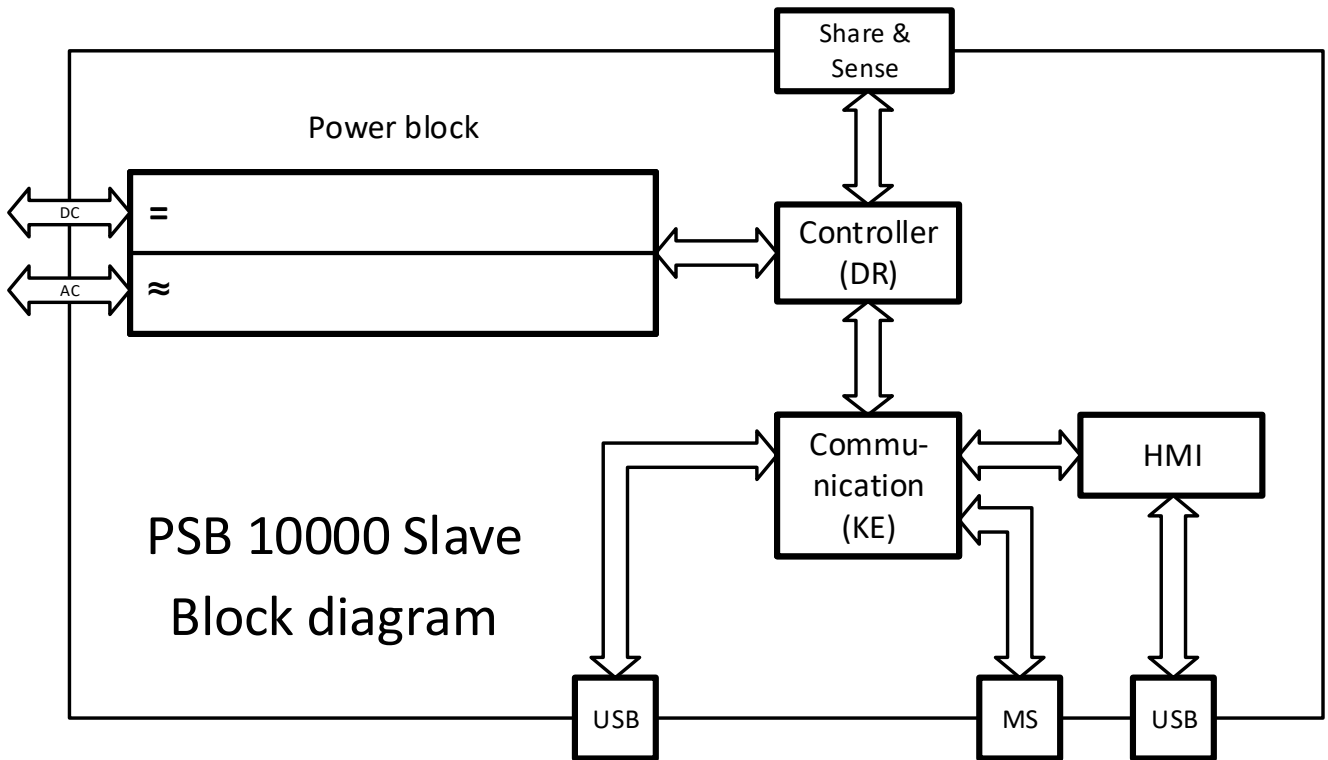 Share &
Sense
Power block
DC
=
AC
≈
Controller
(DR)
Commu-
nication
(KE)
HMI
PSB 10000 Slave
Block diagram
USB
MS
USB